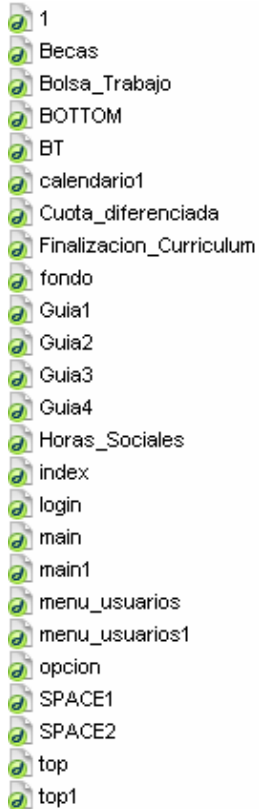 1
Becas
Bolsa_Trabajo
BOTTOM
BT
calendario1
Cuota_diferenciada
Finalizacion_Curriculum
fondo
Guia1
Guia2
Guia3
Guia4
Horas_Sociales
index
login
main
main1
menu_usuarios
menu_usuarios1
opcion
SPACE1
SPACE2
top
top1